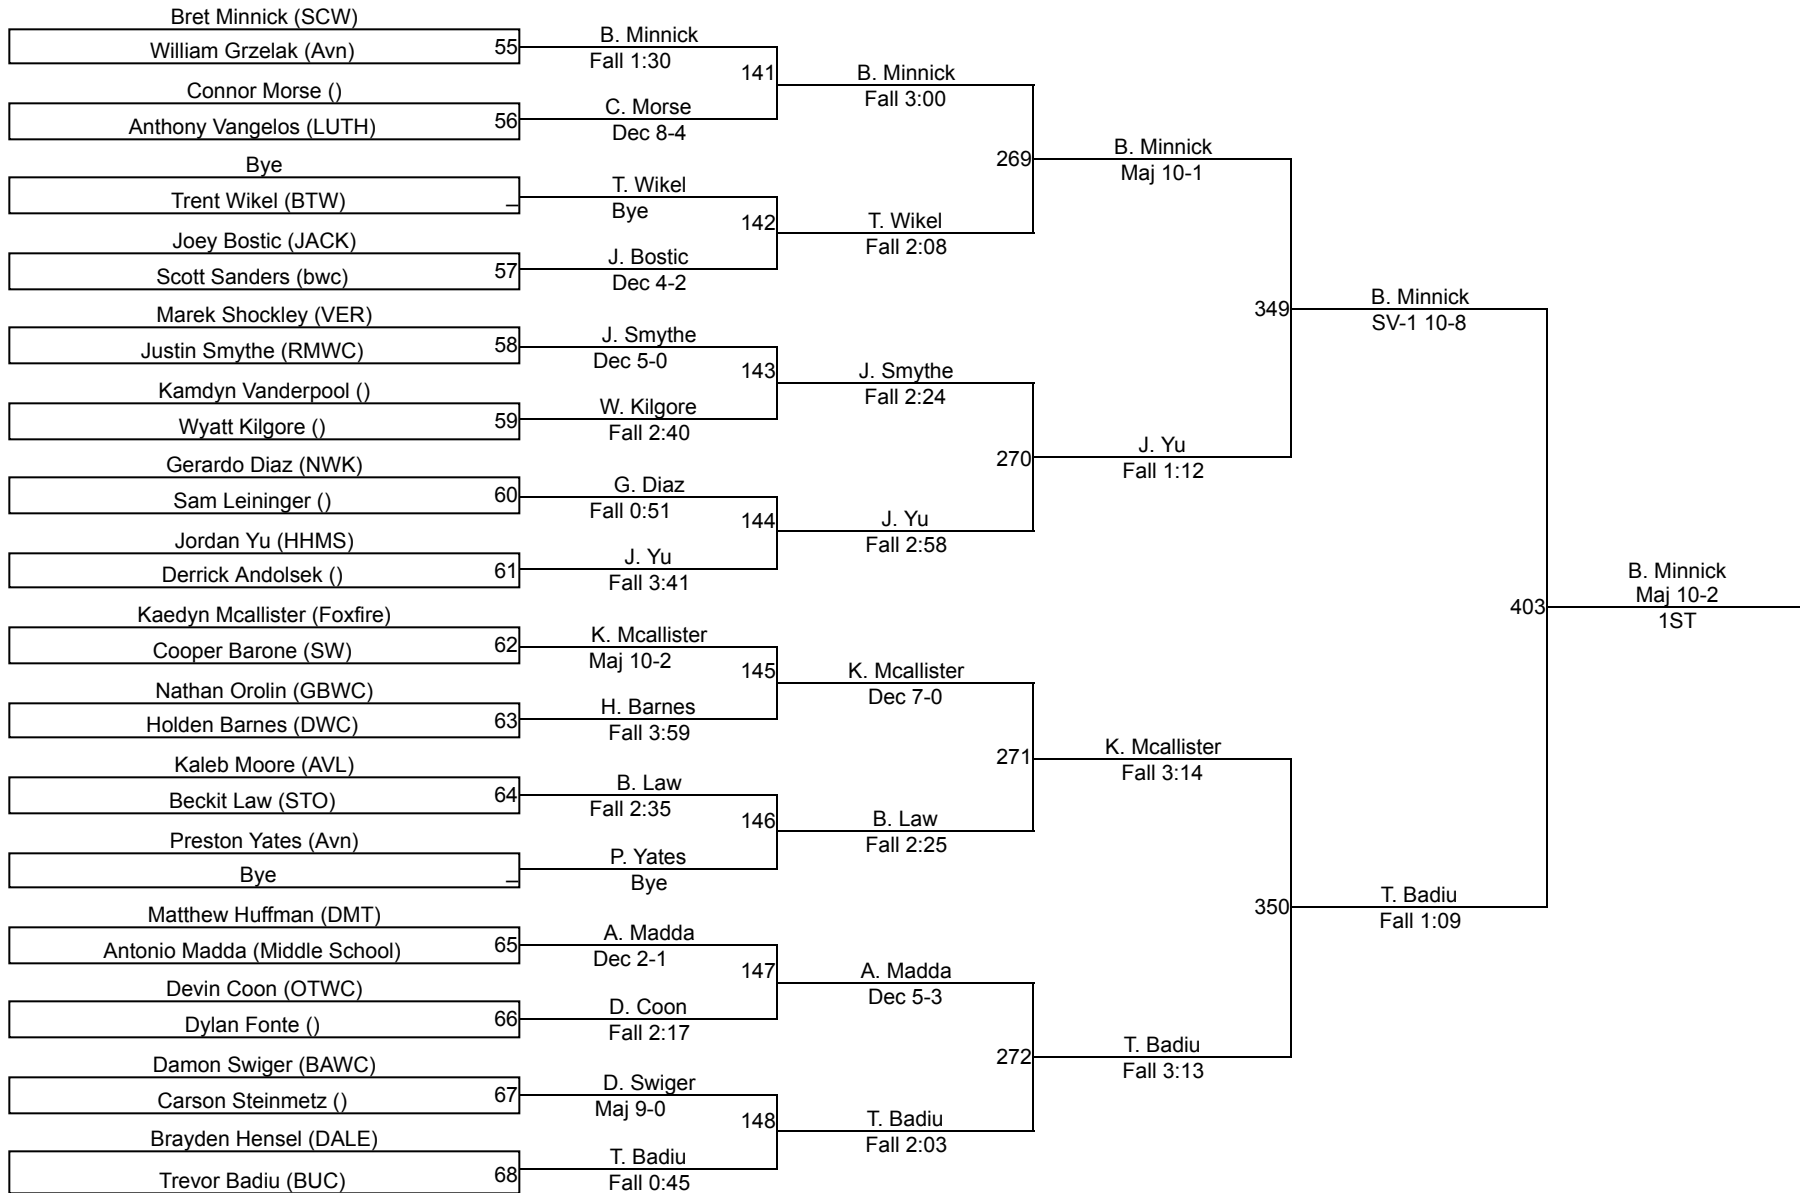 Bret Minnick (SCW)
William Grzelak (Avn)
55
Connor Morse ()
Anthony Vangelos (LUTH)
56
Bye
Trent Wikel (BTW)
_
Joey Bostic (JACK)
Scott Sanders (bwc)
57
Marek Shockley (VER)
Justin Smythe (RMWC)
58
Kamdyn Vanderpool ()
Wyatt Kilgore ()
59
Gerardo Diaz (NWK)
Sam Leininger ()
60
Jordan Yu (HHMS)
Derrick Andolsek ()
61
Kaedyn Mcallister (Foxfire)
Cooper Barone (SW)
62
Nathan Orolin (GBWC)
Holden Barnes (DWC)
63
Kaleb Moore (AVL)
Beckit Law (STO)
64
Preston Yates (Avn)
Bye
_
Matthew Huffman (DMT)
Antonio Madda (Middle School)
65
Devin Coon (OTWC)
Dylan Fonte ()
66
Damon Swiger (BAWC)
Carson Steinmetz ()
67
Brayden Hensel (DALE)
Trevor Badiu (BUC)
68
B. Minnick
Fall 1:30
141
C. Morse
Dec 8-4
T. Wikel
Bye
142
J. Bostic
Dec 4-2
J. Smythe
Dec 5-0
143
W. Kilgore
Fall 2:40
G. Diaz
Fall 0:51
144
J. Yu
Fall 3:41
K. Mcallister
Maj 10-2
145
H. Barnes
Fall 3:59
B. Law
Fall 2:35
146
P. Yates
Bye
A. Madda
Dec 2-1
147
D. Coon
Fall 2:17
D. Swiger
Maj 9-0
148
T. Badiu
Fall 0:45
B. Minnick
Fall 3:00
269
T. Wikel
Fall 2:08
J. Smythe
Fall 2:24
270
J. Yu
Fall 2:58
K. Mcallister
Dec 7-0
271
B. Law
Fall 2:25
A. Madda
Dec 5-3
272
T. Badiu
Fall 2:03
B. Minnick
Maj 10-1
349
J. Yu
Fall 1:12
K. Mcallister
Fall 3:14
350
T. Badiu
Fall 3:13
B. Minnick
SV-1 10-8
403
T. Badiu
Fall 1:09
B. Minnick
Maj 10-2
1ST